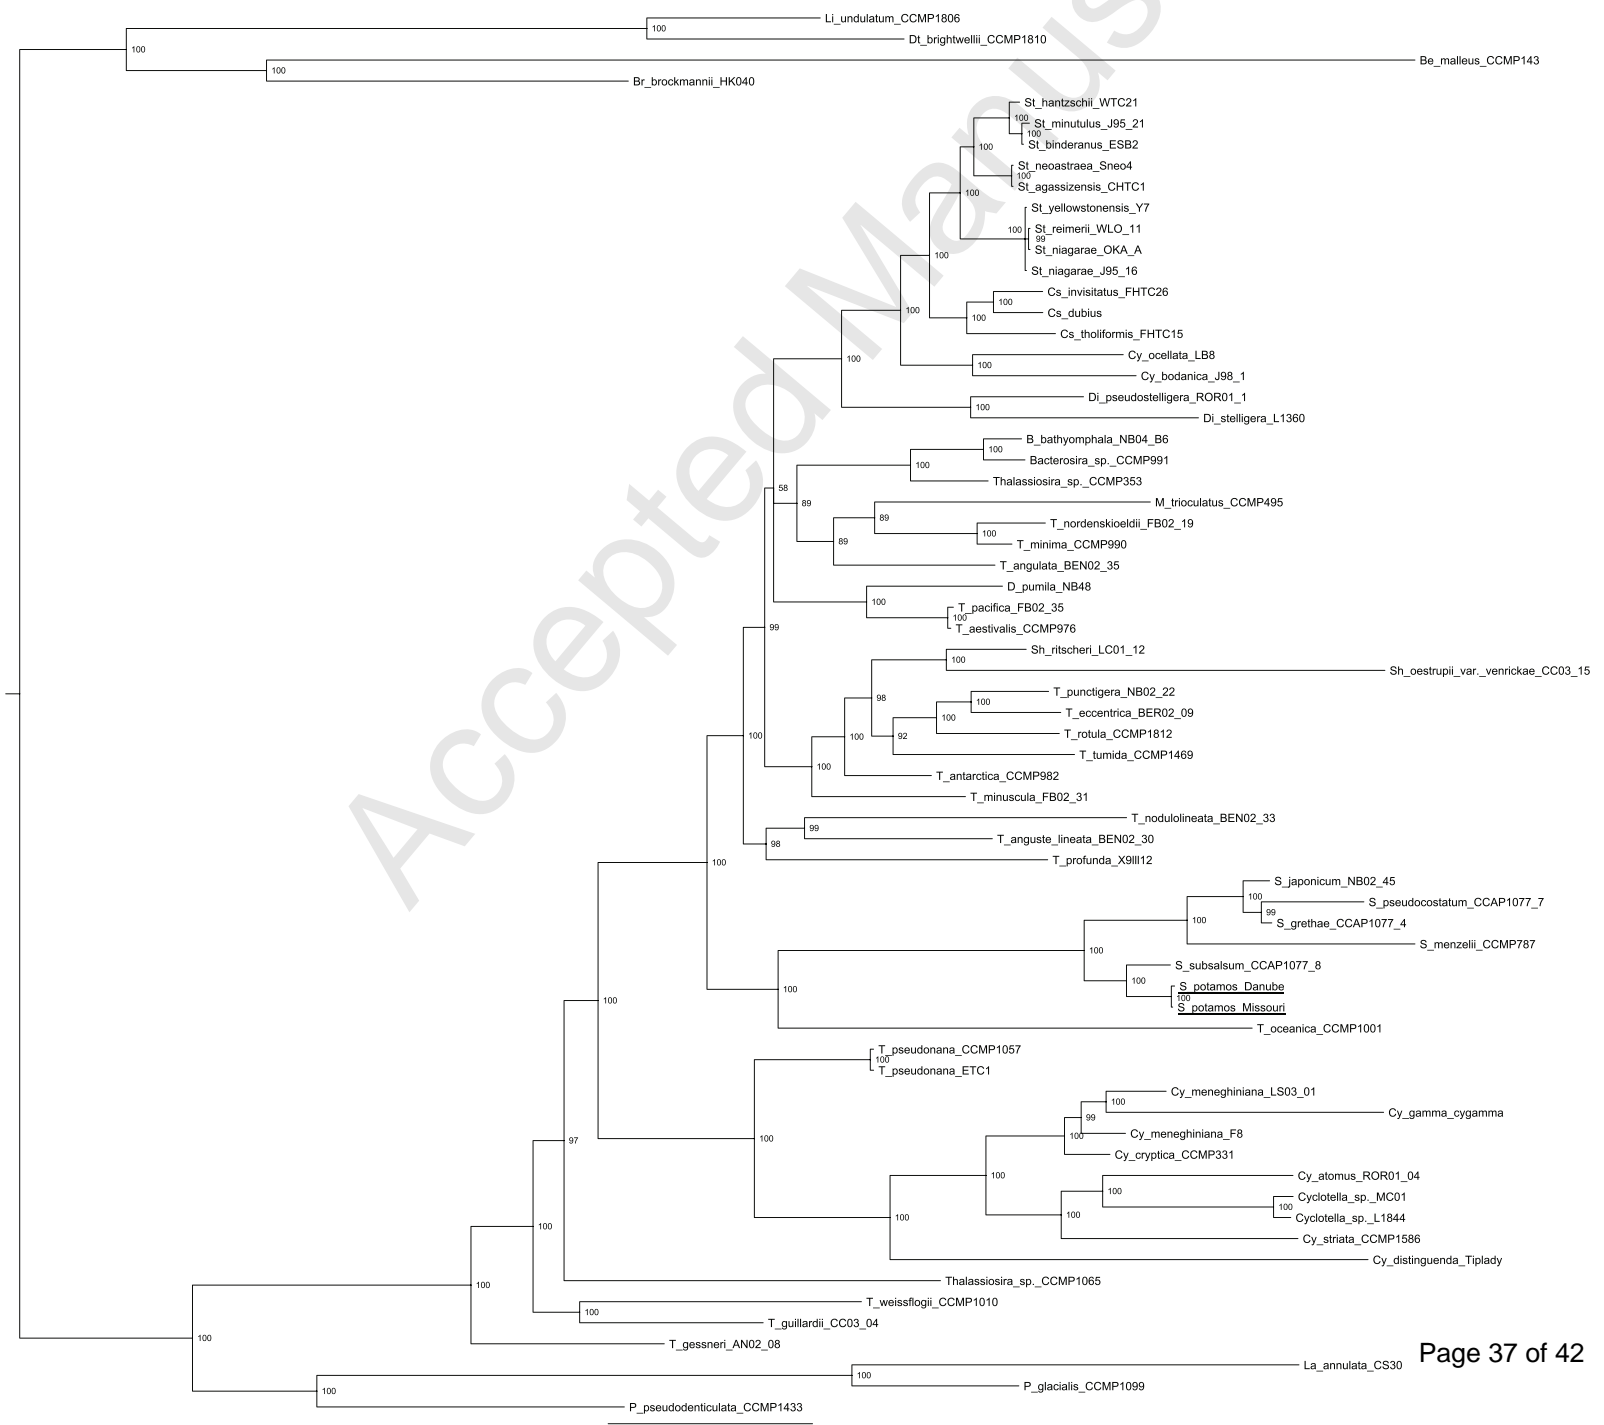 Li_undulatum_CCMP1806
100
Dt_brightwellii_CCMP1810
100
Be_malleus_CCMP143
100
Br_brockmannii_HK040
St_hantzschii_WTC21
100
St_minutulus_J95_21
100
St_binderanus_ESB2
100
St_neoastraea_Sneo4
100
St_agassizensis_CHTC1
100
St_yellowstonensis_Y7
100
St_reimerii_WLO_11
99
St_niagarae_OKA_A
100
St_niagarae_J95_16
Cs_invisitatus_FHTC26
100
Cs_dubius
100
100
Cs_tholiformis_FHTC15
Cy_ocellata_LB8
100
100
Cy_bodanica_J98_1
Di_pseudostelligera_ROR01_1
100
Di_stelligera_L1360
B_bathyomphala_NB04_B6
100
Bacterosira_sp._CCMP991
100
Thalassiosira_sp._CCMP353
58
M_trioculatus_CCMP495
89
89
T_nordenskioeldii_FB02_19
100
89
T_minima_CCMP990
T_angulata_BEN02_35
D_pumila_NB48
100
T_pacifica_FB02_35
100
T_aestivalis_CCMP976
99
Sh_ritscheri_LC01_12
100
Sh_oestrupii_var._venrickae_CC03_15
T_punctigera_NB02_22
98
100
T_eccentrica_BER02_09
100
T_rotula_CCMP1812
100
100
92
T_tumida_CCMP1469
100
T_antarctica_CCMP982
T_minuscula_FB02_31
T_nodulolineata_BEN02_33
99
T_anguste_lineata_BEN02_30
98
T_profunda_X9III12
100
S_japonicum_NB02_45
100
S_pseudocostatum_CCAP1077_7
99
S_grethae_CCAP1077_4
100
S_menzelii_CCMP787
100
S_subsalsum_CCAP1077_8
100
S_potamos_Danube
100
100
S_potamos_Missouri
100
T_oceanica_CCMP1001
T_pseudonana_CCMP1057
100
T_pseudonana_ETC1
Cy_meneghiniana_LS03_01
100
Cy_gamma_cygamma
99
Cy_meneghiniana_F8
100
97
100
Cy_cryptica_CCMP331
Cy_atomus_ROR01_04
100
100
Cyclotella_sp._MC01
100
100
Cyclotella_sp._L1844
100
100
Cy_striata_CCMP1586
Cy_distinguenda_Tiplady
Thalassiosira_sp._CCMP1065
100
T_weissflogii_CCMP1010
100
T_guillardii_CC03_04
100
T_gessneri_AN02_08
Page 37 of 42
La_annulata_CS30
100
P_glacialis_CCMP1099
100
P_pseudodenticulata_CCMP1433
Accepted Manus